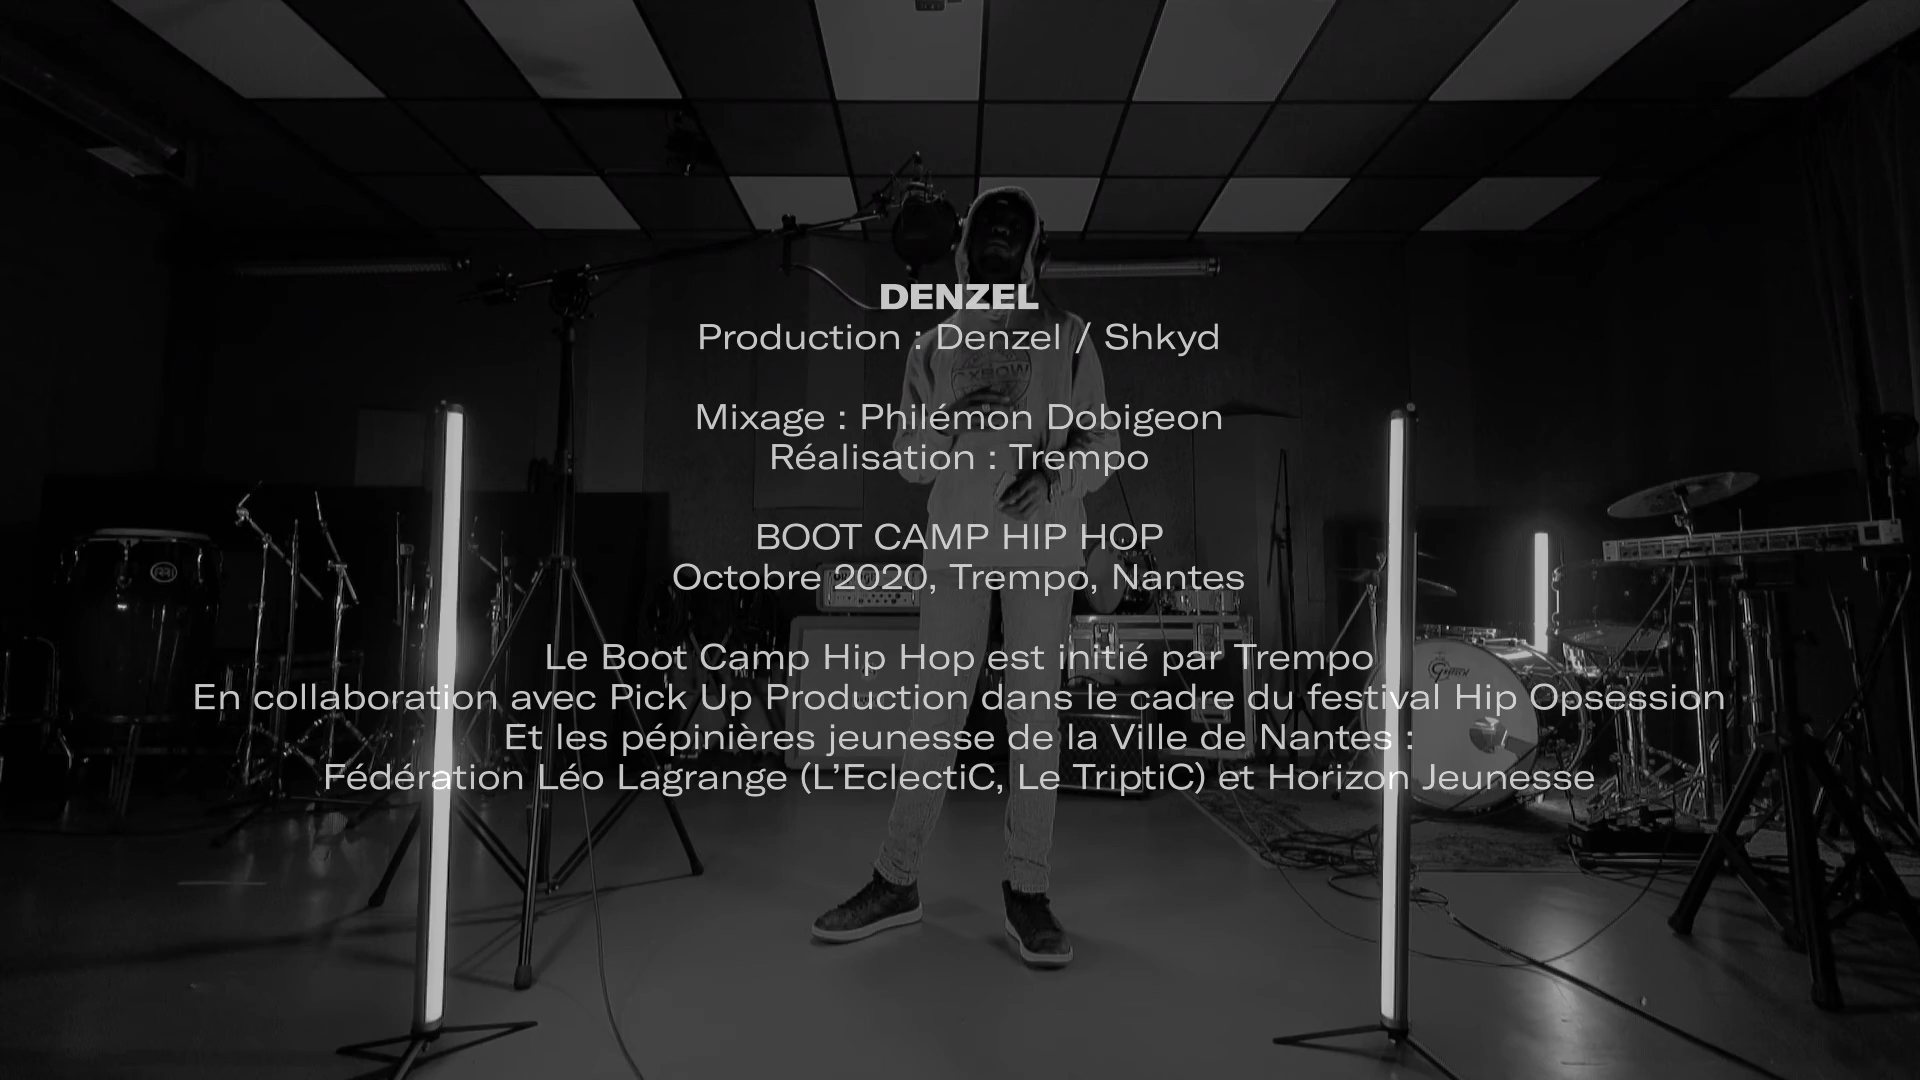 DENZEL
Production : Denzel / Shkyd
Mixage : Philémon Dobigeon
Réalisation : Trempo
BOOT CAMP HIP HOP
Octobre 2020, Trempo, Nantes
Le Boot Camp Hip Hop est initié par Trempo
En collaboration avec Pick Up Production dans le cadre du festival Hip Opsession
Et les pépinières jeunesse de la Ville de Nantes :
Fédération Léo Lagrange (L’EclectiC, Le TriptiC) et Horizon Jeunesse
OXBOW
Gretsch